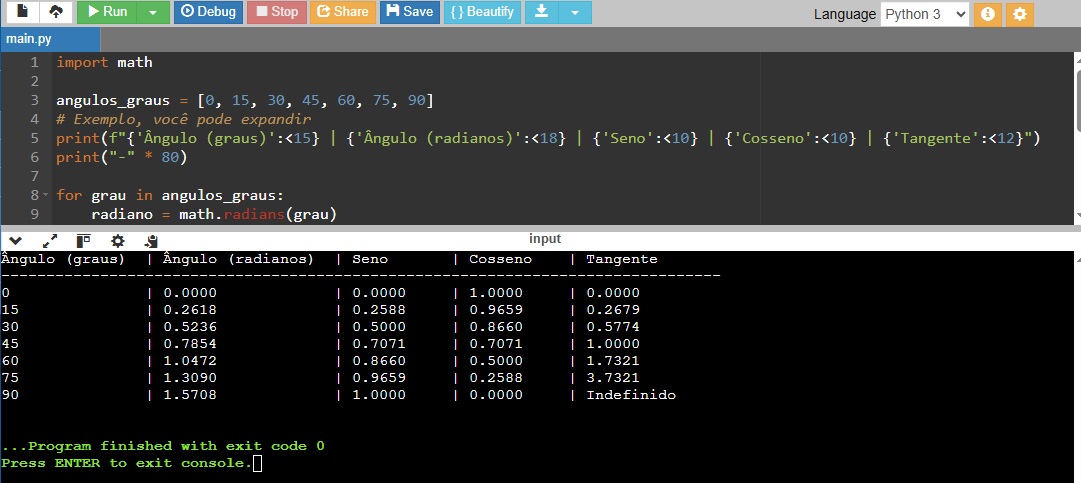 Run Debug Stop Share Save { } Beautify Language Python 3
main.py
1 import math
2
3 angulos_graus = [0, 15, 30, 45, 60, 75, 90]
4 # Exemplo, você pode expandir
5 print(f"{'Ângulo (graus)':<15} | {'Ângulo (radianos)':<18} | {'Seno':<10} | {'Cosseno':<10} | {'Tangente':<12}")
6 print("-" * 80)
7
8 for grau in angulos_graus:
9     radiano = math.radians(grau)
input
Ângulo (graus)  | Ângulo (radianos)  | Seno       | Cosseno    | Tangente
--------------------------------------------------------------------------------
0               | 0.0000             | 0.0000     | 1.0000     | 0.0000
15              | 0.2618             | 0.2588     | 0.9659     | 0.2679
30              | 0.5236             | 0.5000     | 0.8660     | 0.5774
45              | 0.7854             | 0.7071     | 0.7071     | 1.0000
60              | 1.0472             | 0.8660     | 0.5000     | 1.7321
75              | 1.3090             | 0.9659     | 0.2588     | 3.7321
90              | 1.5708             | 1.0000     | 0.0000     | Indefinido
...Program finished with exit code 0
Press ENTER to exit console.